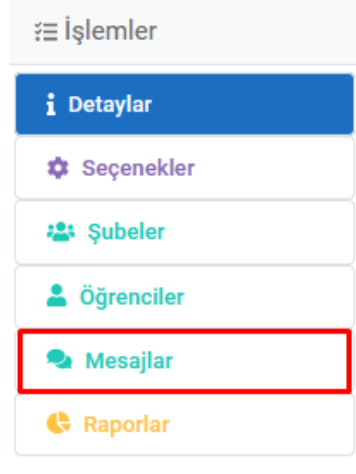 İşlemler
Detaylar
Seçenekler
Şubeler
Öğrenciler
Mesajlar
Raporlar